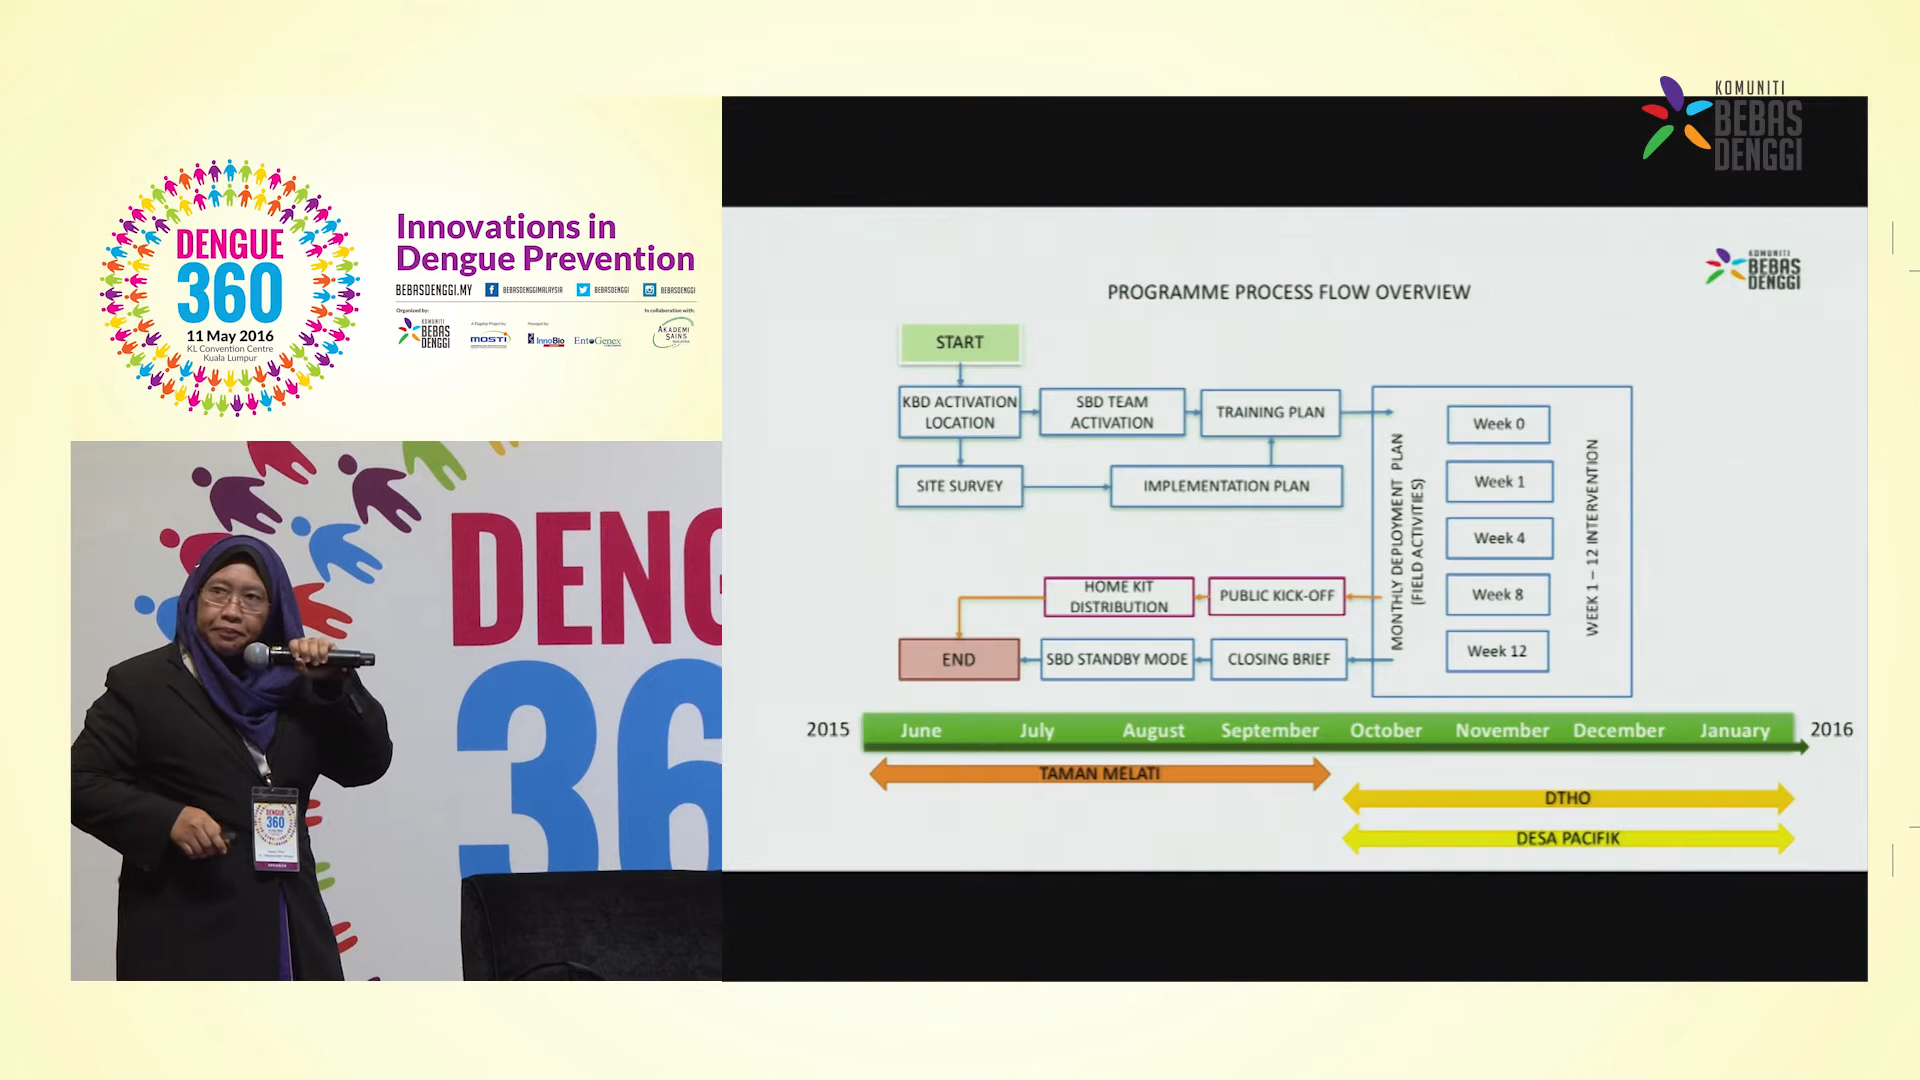 KOMUNITI
BEBAS
DENGGI
DENGUE
360
11 May 2016
KL Convention Centre
Kuala Lumpur
Innovations in
Dengue Prevention
BEBASDENGGI.MY
BEBASDENGGIMALAYSIA
BEBASDENGGI
BEBASDENGGI
Organized by:
In collaboration with:
A Flagship Project by:
Managed by:
KOMUNITI
BEBAS
DENGGI
MOSTI
InnoBio
EntoGenex
AKADEMI
SAINS
DENG
36
DENGUE
360
SPEAKER
KOMUNITI
BEBAS
DENGGI
PROGRAMME PROCESS FLOW OVERVIEW
START
KBD ACTIVATION
LOCATION
SBD TEAM
ACTIVATION
TRAINING PLAN
SITE SURVEY
IMPLEMENTATION PLAN
MONTHLY DEPLOYMENT PLAN
(FIELD ACTIVITIES)
Week 0
Week 1
Week 4
Week 8
Week 12
WEEK 1 – 12 INTERVENTION
HOME KIT
DISTRIBUTION
PUBLIC KICK-OFF
END
SBD STANDBY MODE
CLOSING BRIEF
2015 June July August September October November December January 2016
TAMAN MELATI
DTHO
DESA PACIFIK